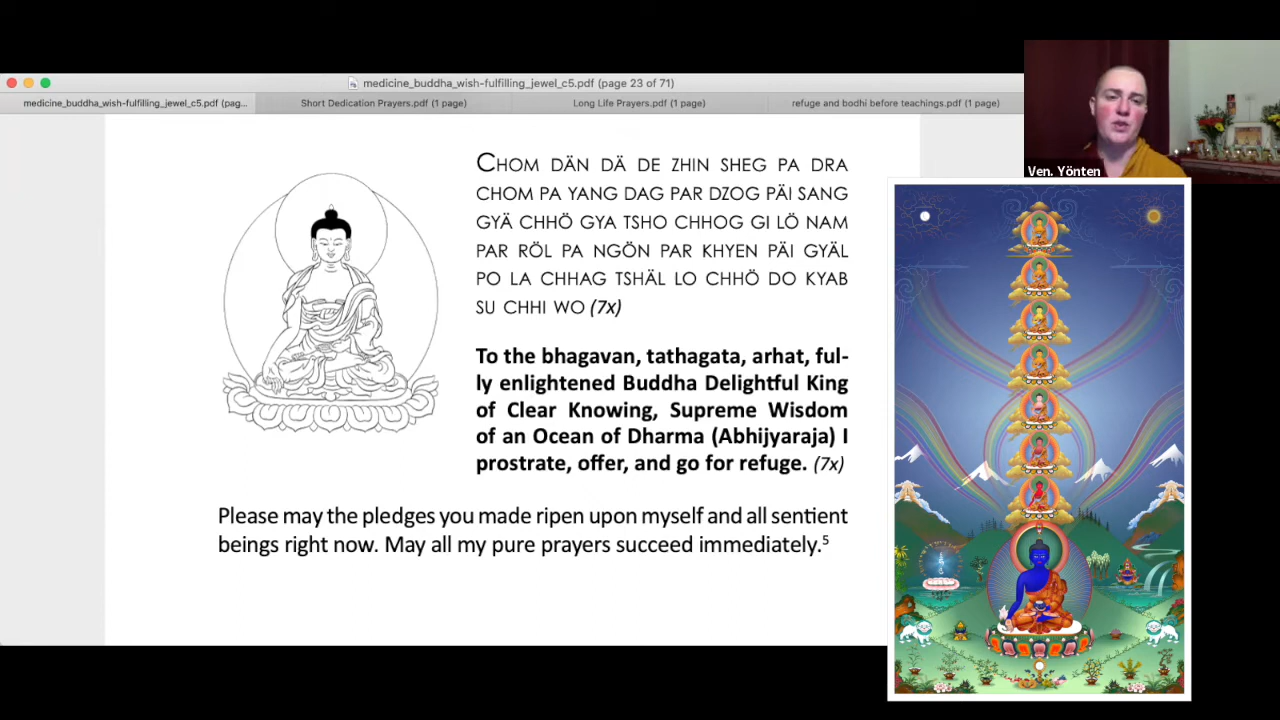 medicine_buddha_wish-fulfilling_jewel_c5.pdf (page 23 of 71)
medicine_buddha_wish-fulfilling_jewel_c5.pdf (pag...
Short Dedication Prayers.pdf (1 page)
Long Life Prayers.pdf (1 page)
refuge and bodhi before teachings.pdf (1 page)
Ven. Yönten
CHOM DÄN DÄ DE ZHIN SHEG PA DRA
CHOM PA YANG DAG PAR DZOG PÄI SANG
GYÄ CHHÖ GYA TSHO CHHOG GI LÖ NAM
PAR RÖL PA NGÖN PAR KHYEN PÄI GYÄL
PO LA CHHAG TSHÄL LO CHHÖ DO KYAB
SU CHHI WO (7x)
To the bhagavan, tathagata, arhat, ful-
ly enlightened Buddha Delightful King
of Clear Knowing, Supreme Wisdom
of an Ocean of Dharma (Abhijyaraja) I
prostrate, offer, and go for refuge. (7x)
Please may the pledges you made ripen upon myself and all sentient
beings right now. May all my pure prayers succeed immediately.5